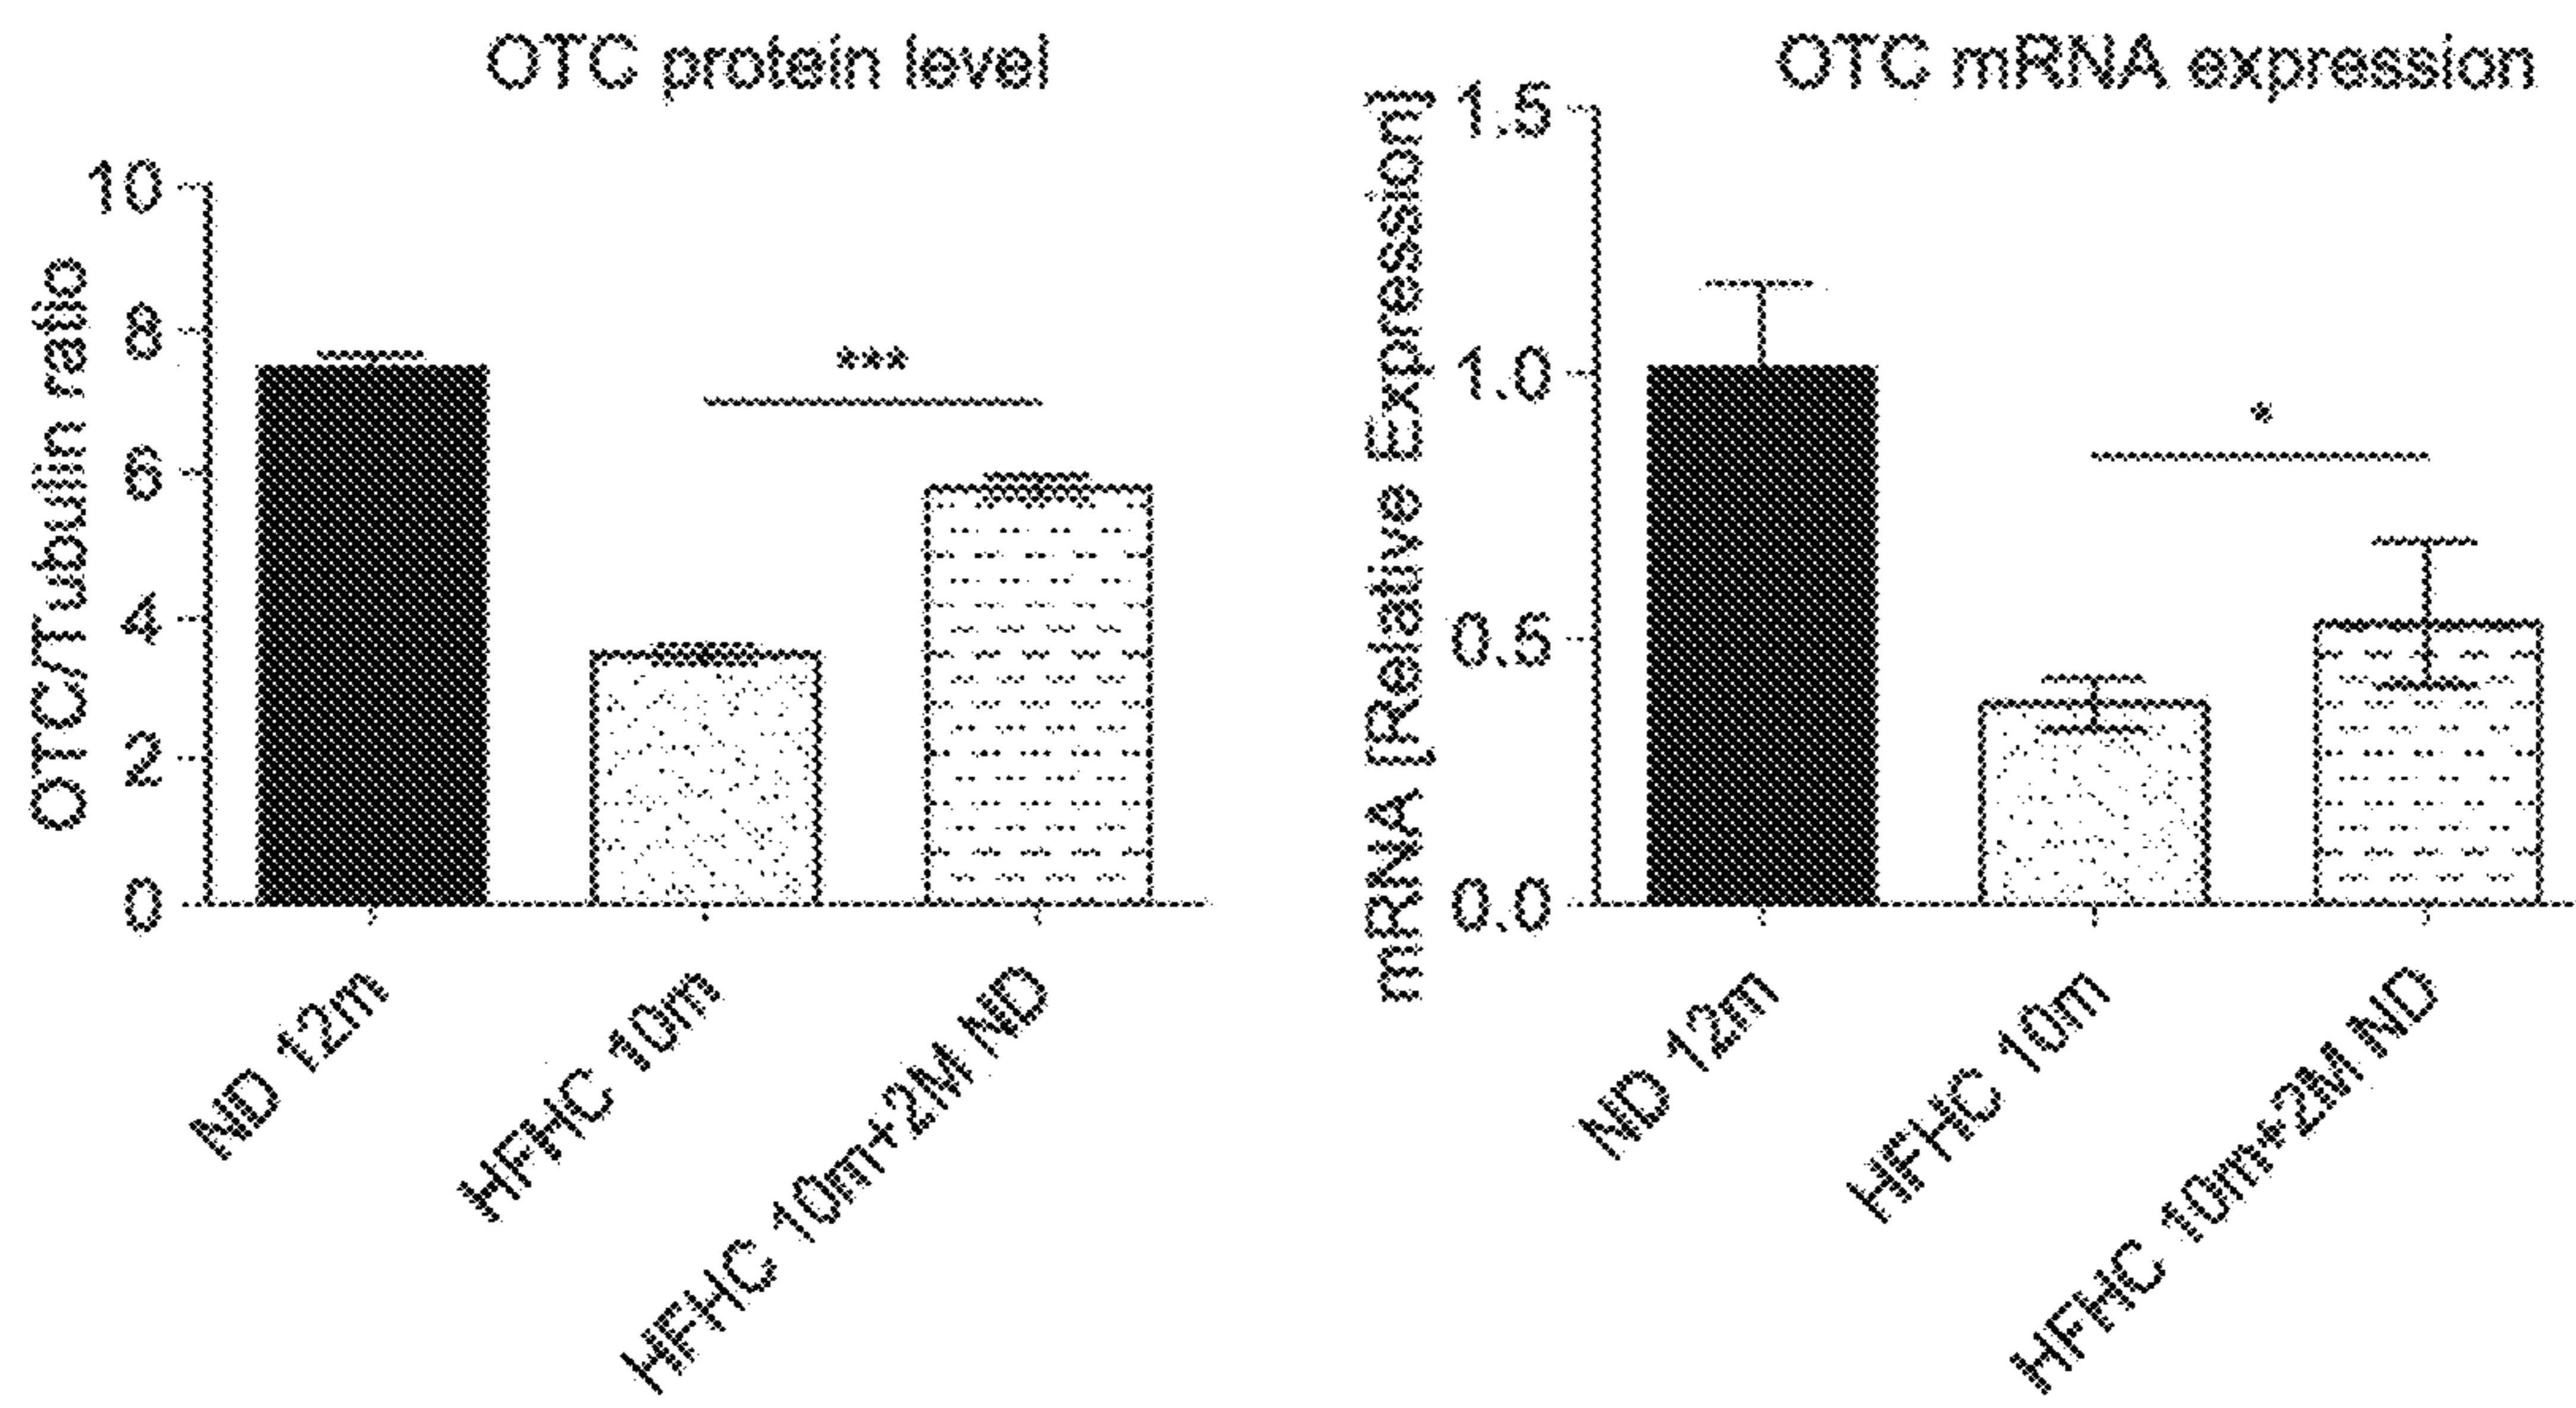 OTC protein level
OTC/Tubulin ratio
10
8
6
4
2
0
***
ND 12m
HFHC 10m
HFHC 10m+2M ND
OTC mRNA expression
mRNA [Relative Expression]
1.5
1.0
0.5
0.0
*
ND 12m
HFHC 10m
HFHC 10m+2M ND